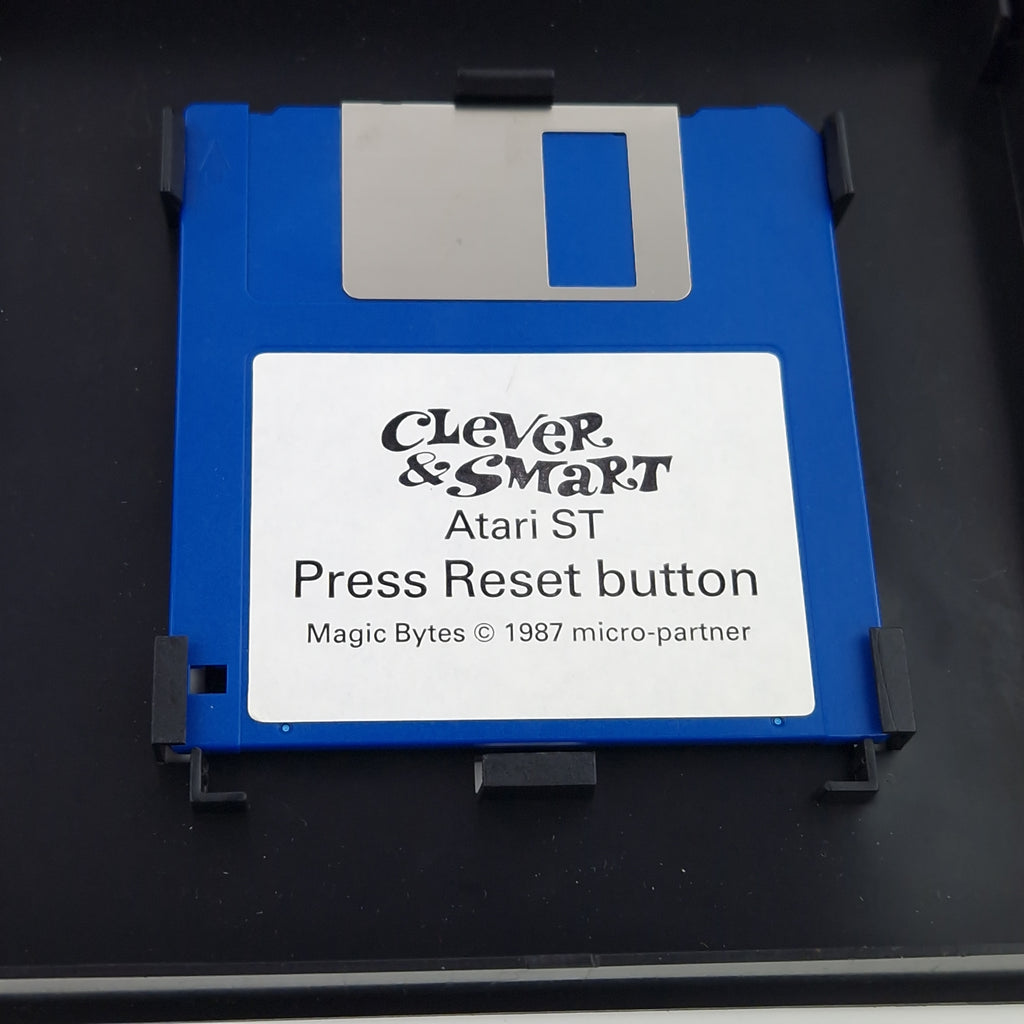 CLeVeR
& SMaRT
Atari ST
Press Reset button
Magic Bytes © 1987 micro-partner